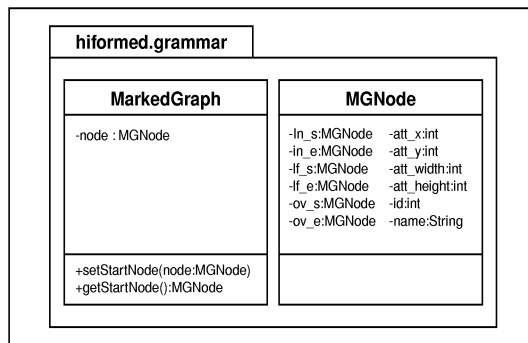 hiformed.grammar
MarkedGraph
-node : MGNode
+setStartNode(node:MGNode)
+getStartNode():MGNode
MGNode
-In_s:MGNode -att_x:int
-in_e:MGNode -att_y:int
-lf_s:MGNode -att_width:int
-lf_e:MGNode -att_height:int
-ov_s:MGNode -id:int
-ov_e:MGNode -name:String